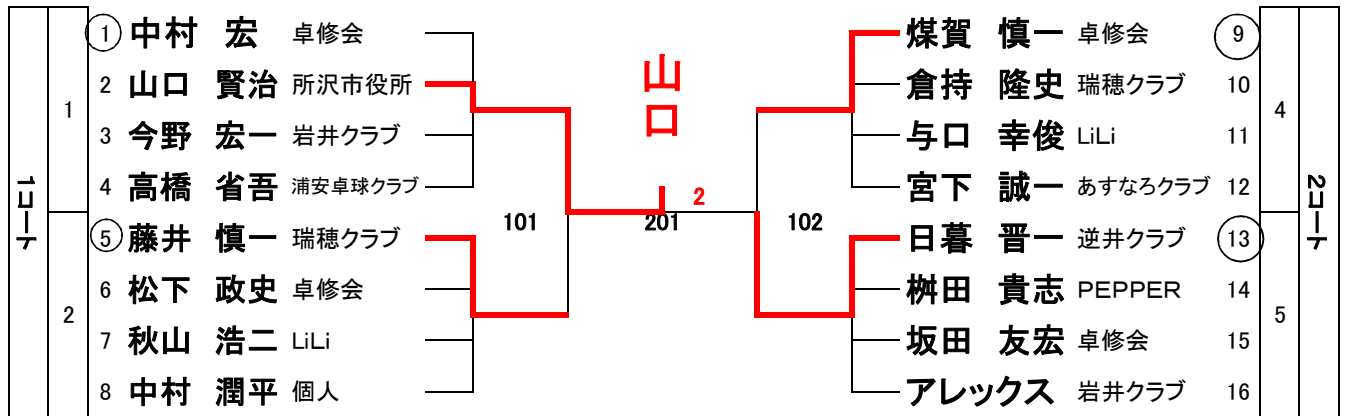 1コート
1
2
① 中村 宏 卓修会
2 山口 賢治 所沢市役所
3 今野 宏一 岩井クラブ
4 高橋 省吾 浦安卓球クラブ
⑤ 藤井 慎一 瑞穂クラブ
6 松下 政史 卓修会
7 秋山 浩二 LiLi
8 中村 潤平 個人
山口
2
101
201
102
煤賀 慎一 卓修会 ⑨
倉持 隆史 瑞穂クラブ 10
与口 幸俊 LiLi 11
宮下 誠一 あすなろクラブ 12
日暮 晋一 逆井クラブ ⑬
桝田 貴志 PEPPER 14
坂田 友宏 卓修会 15
アレックス 岩井クラブ 16
4
5
2コート